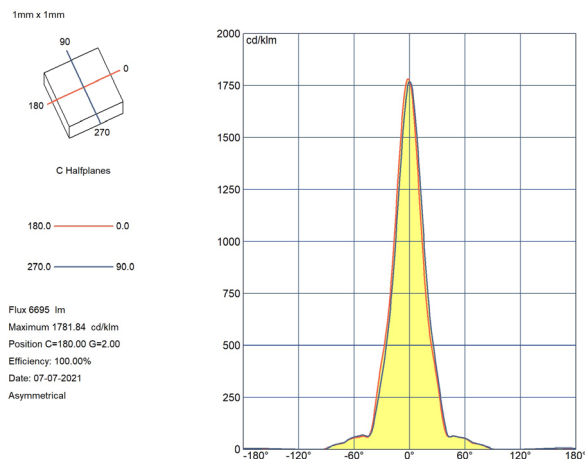 1mm x 1mm
90
0
180
270
C Halfplanes
180.0 0.0
270.0 90.0
Flux 6695 lm
Maximum 1781.84 cd/klm
Position C=180.00 G=2.00
Efficiency: 100.00%
Date: 07-07-2021
Asymmetrical
2000
cd/klm
1750
1500
1250
1000
750
500
250
0
-180° -120° -60° 0° 60° 120° 180°